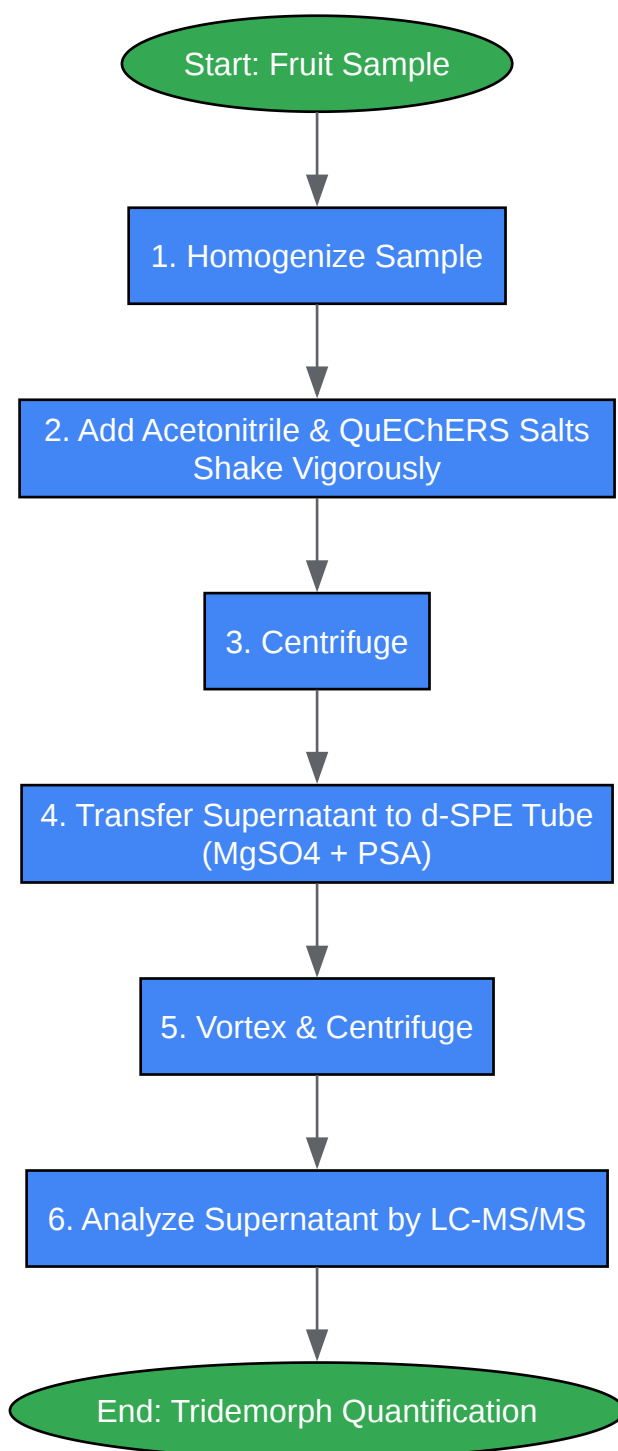 Start: Fruit Sample
1. Homogenize Sample
2. Add Acetonitrile & QuEChERS Salts
Shake Vigorously
3. Centrifuge
4. Transfer Supernatant to d-SPE Tube
(MgSO4 + PSA)
5. Vortex & Centrifuge
6. Analyze Supernatant by LC-MS/MS
End: Tridemorph Quantification